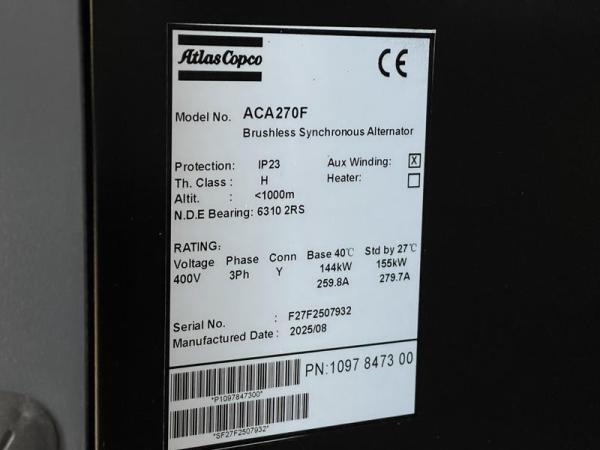 Atlas Copco
CE
Model No. ACA270F
Brushless Synchronous Alternator
Protection: IP23 Aux Winding: X
Th. Class : H Heater:
Altit. : <1000m
N.D.E Bearing: 6310 2RS
RATING:
Voltage Phase Conn Base 40℃ Std by 27℃
400V 3Ph Y 144kW 155kW
259.8A 279.7A
Serial No. : F27F2507932
Manufactured Date : 2025/08
PN:1097 8473 00
*P1097847300*
*SF27F2507932*